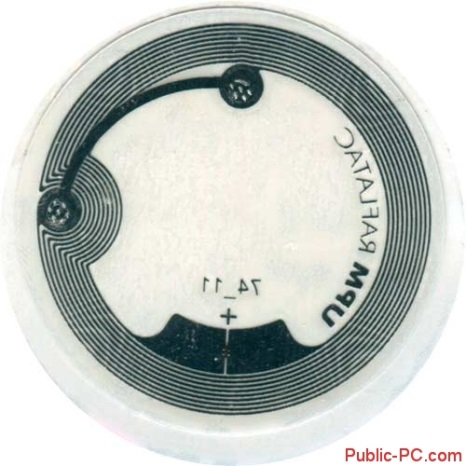 UPM RAFLATAC
74_11
Public-PC.com